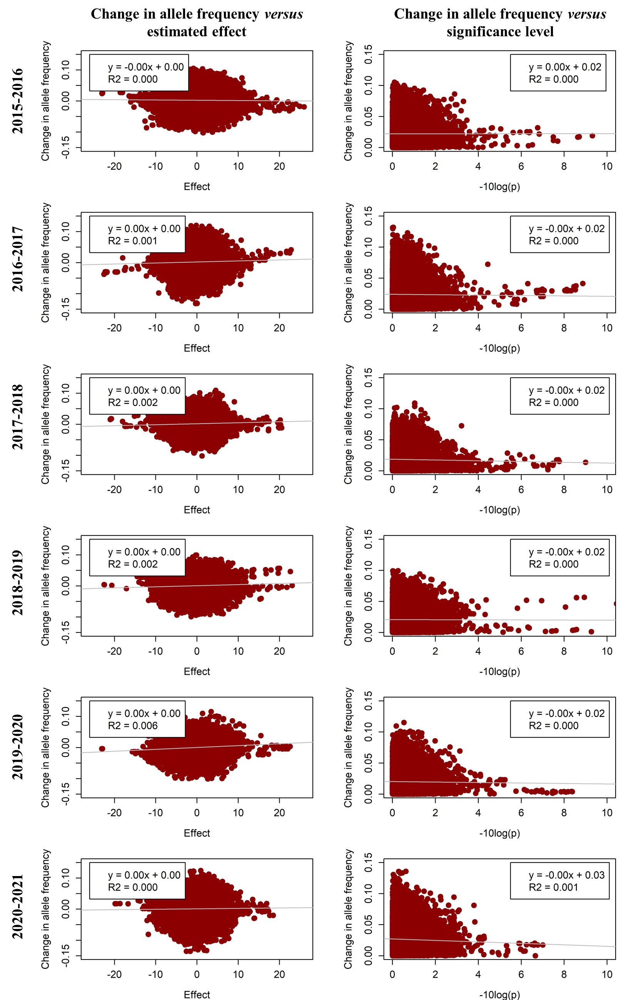 Change in allele frequency versus
estimated effect
Change in allele frequency versus
significance level
2015-2016
Change in allele frequency
0.10
0.00
-0.15
y = -0.00x + 0.00
R2 = 0.000
-20 -10 0 10 20
Effect
Change in allele frequency
0.15
0.10
0.05
0.00
y = 0.00x + 0.02
R2 = 0.000
0 2 4 6 8 10
-10log(p)
2016-2017
Change in allele frequency
0.10
0.00
-0.15
y = 0.00x + 0.00
R2 = 0.001
-20 -10 0 10 20
Effect
Change in allele frequency
0.15
0.10
0.05
0.00
y = -0.00x + 0.02
R2 = 0.000
0 2 4 6 8 10
-10log(p)
2017-2018
Change in allele frequency
0.10
0.00
-0.15
y = 0.00x + 0.00
R2 = 0.002
-20 -10 0 10 20
Effect
Change in allele frequency
0.15
0.10
0.05
0.00
y = -0.00x + 0.02
R2 = 0.000
0 2 4 6 8 10
-10log(p)
2018-2019
Change in allele frequency
0.10
0.00
-0.15
y = 0.00x + 0.00
R2 = 0.002
-20 -10 0 10 20
Effect
Change in allele frequency
0.15
0.10
0.05
0.00
y = -0.00x + 0.02
R2 = 0.000
0 2 4 6 8 10
-10log(p)
2019-2020
Change in allele frequency
0.10
0.00
-0.15
y = 0.00x + 0.00
R2 = 0.006
-20 -10 0 10 20
Effect
Change in allele frequency
0.15
0.10
0.05
0.00
y = -0.00x + 0.02
R2 = 0.000
0 2 4 6 8 10
-10log(p)
2020-2021
Change in allele frequency
0.10
0.00
-0.15
y = 0.00x + 0.00
R2 = 0.000
-20 -10 0 10 20
Effect
Change in allele frequency
0.15
0.10
0.05
0.00
y = -0.00x + 0.03
R2 = 0.001
0 2 4 6 8 10
-10log(p)